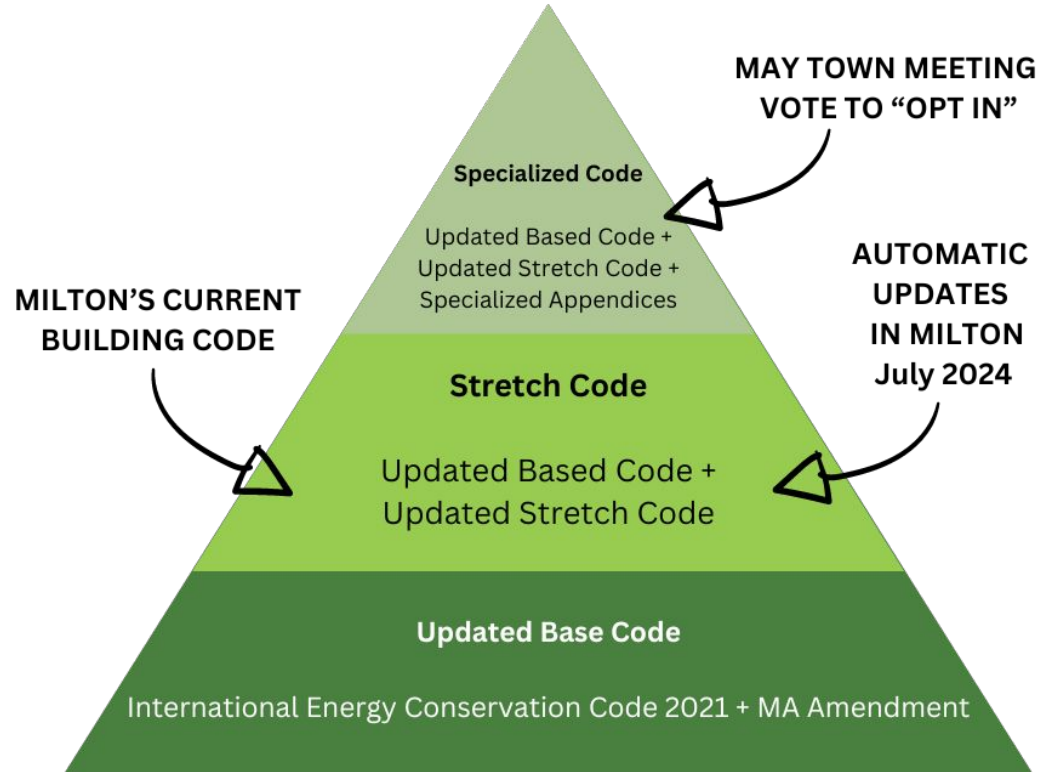 MAY TOWN MEETING
VOTE TO “OPT IN”
Specialized Code
Updated Based Code +
Updated Stretch Code +
Specialized Appendices
AUTOMATIC
UPDATES
IN MILTON
July 2024
MILTON’S CURRENT
BUILDING CODE
Stretch Code
Updated Based Code +
Updated Stretch Code
Updated Base Code
International Energy Conservation Code 2021 + MA Amendment